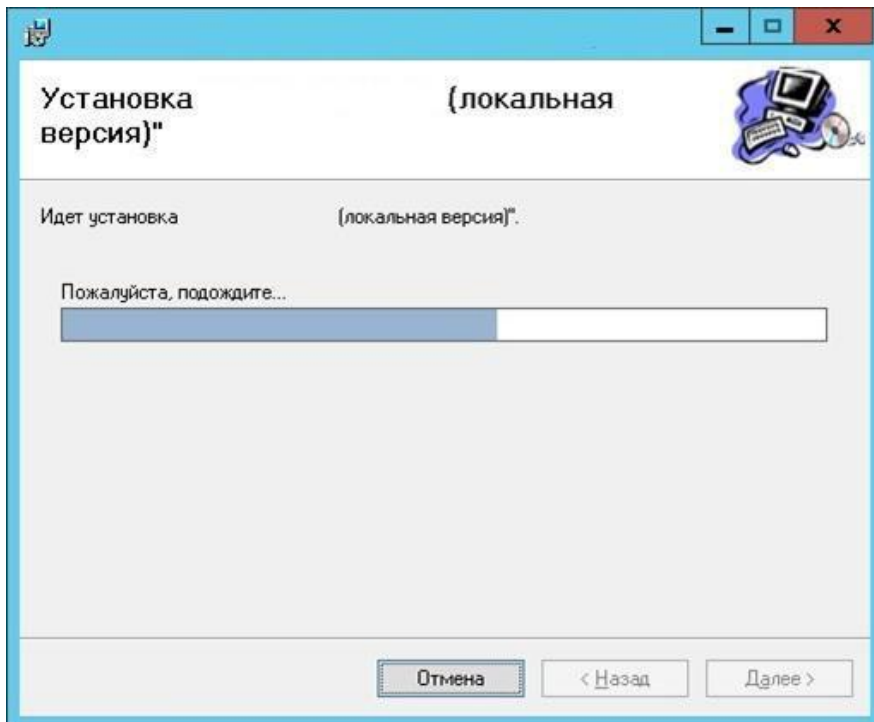 Установка (локальная
версия)"
Идет установка (локальная версия)".
Пожалуйста, подождите...
Отмена
< Назад
Далее >